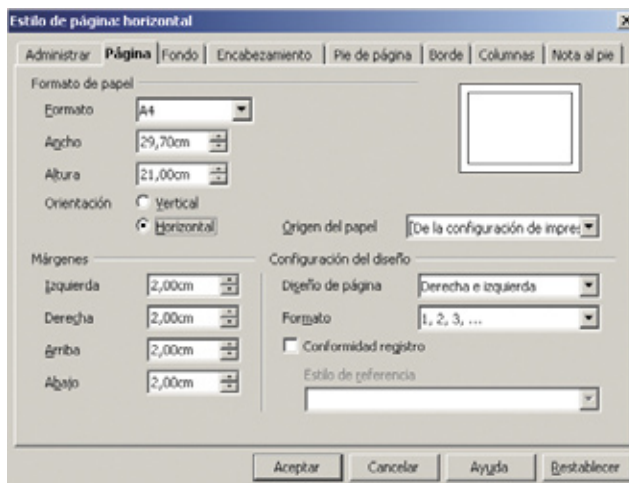 Estilo de página: horizontal
Administrar Página Fondo Encabezamiento Pie de página Borde Columnas Nota al pie
Formato de papel
Formato A4
Ancho 29,70cm
Altura 21,00cm
Orientación Vertical
Horizontal
Origen del papel [De la configuración de impres
Márgenes Configuración del diseño
Izquierda 2,00cm Diseño de página Derecha e izquierda
Derecha 2,00cm Formato 1, 2, 3, ...
Arriba 2,00cm Conformidad registro
Abajo 2,00cm Estilo de referencia
Aceptar Cancelar Ayuda Restablecer